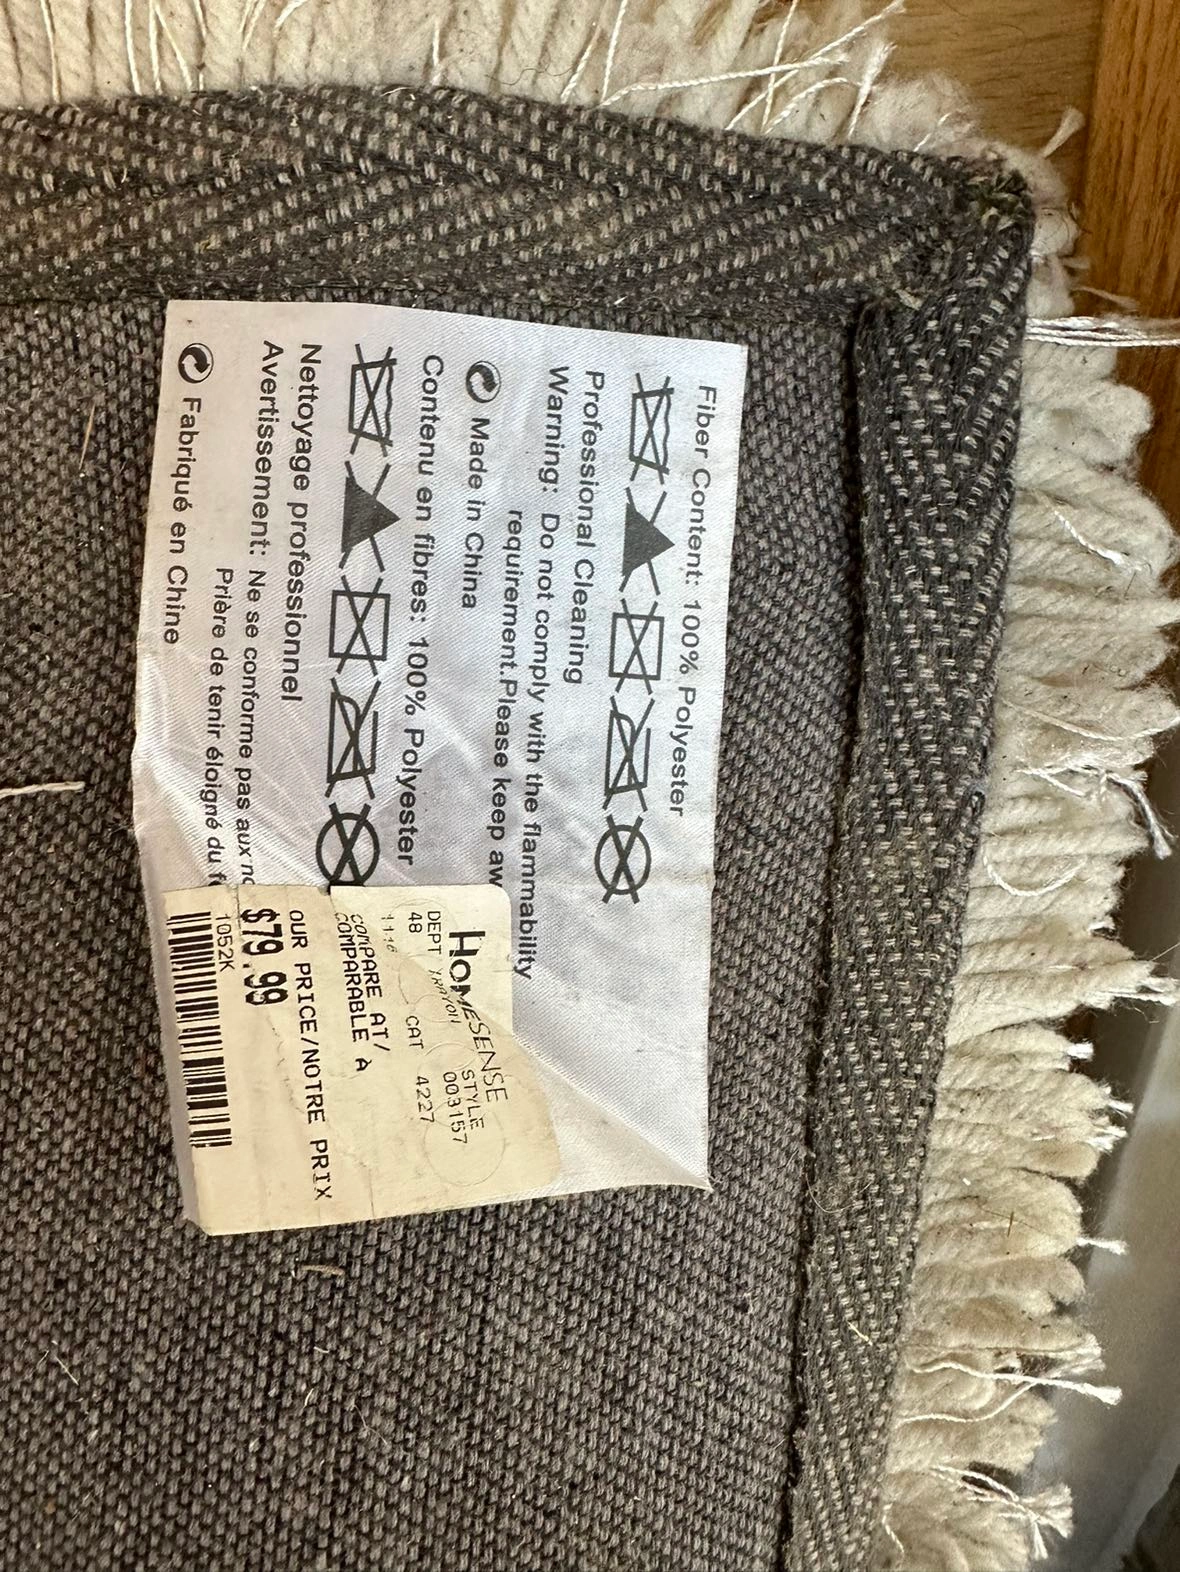 Fiber Content: 100% Polyester
Professional Cleaning
Warning: Do not comply with the flammability
requirement.Please keep aw
Made in China
Contenu en fibres: 100% Polyester
Nettoyage professionnel
Avertissement: Ne se conforme pas aux no
Prière de tenir éloigné du f
Fabriqué en Chine
HOMESENSE
DEPT STYLE
48 003157
CAT 4227
COMPARE AT/
COMPARABLE À
OUR PRICE/NOTRE PRIX
$79.99
1052K